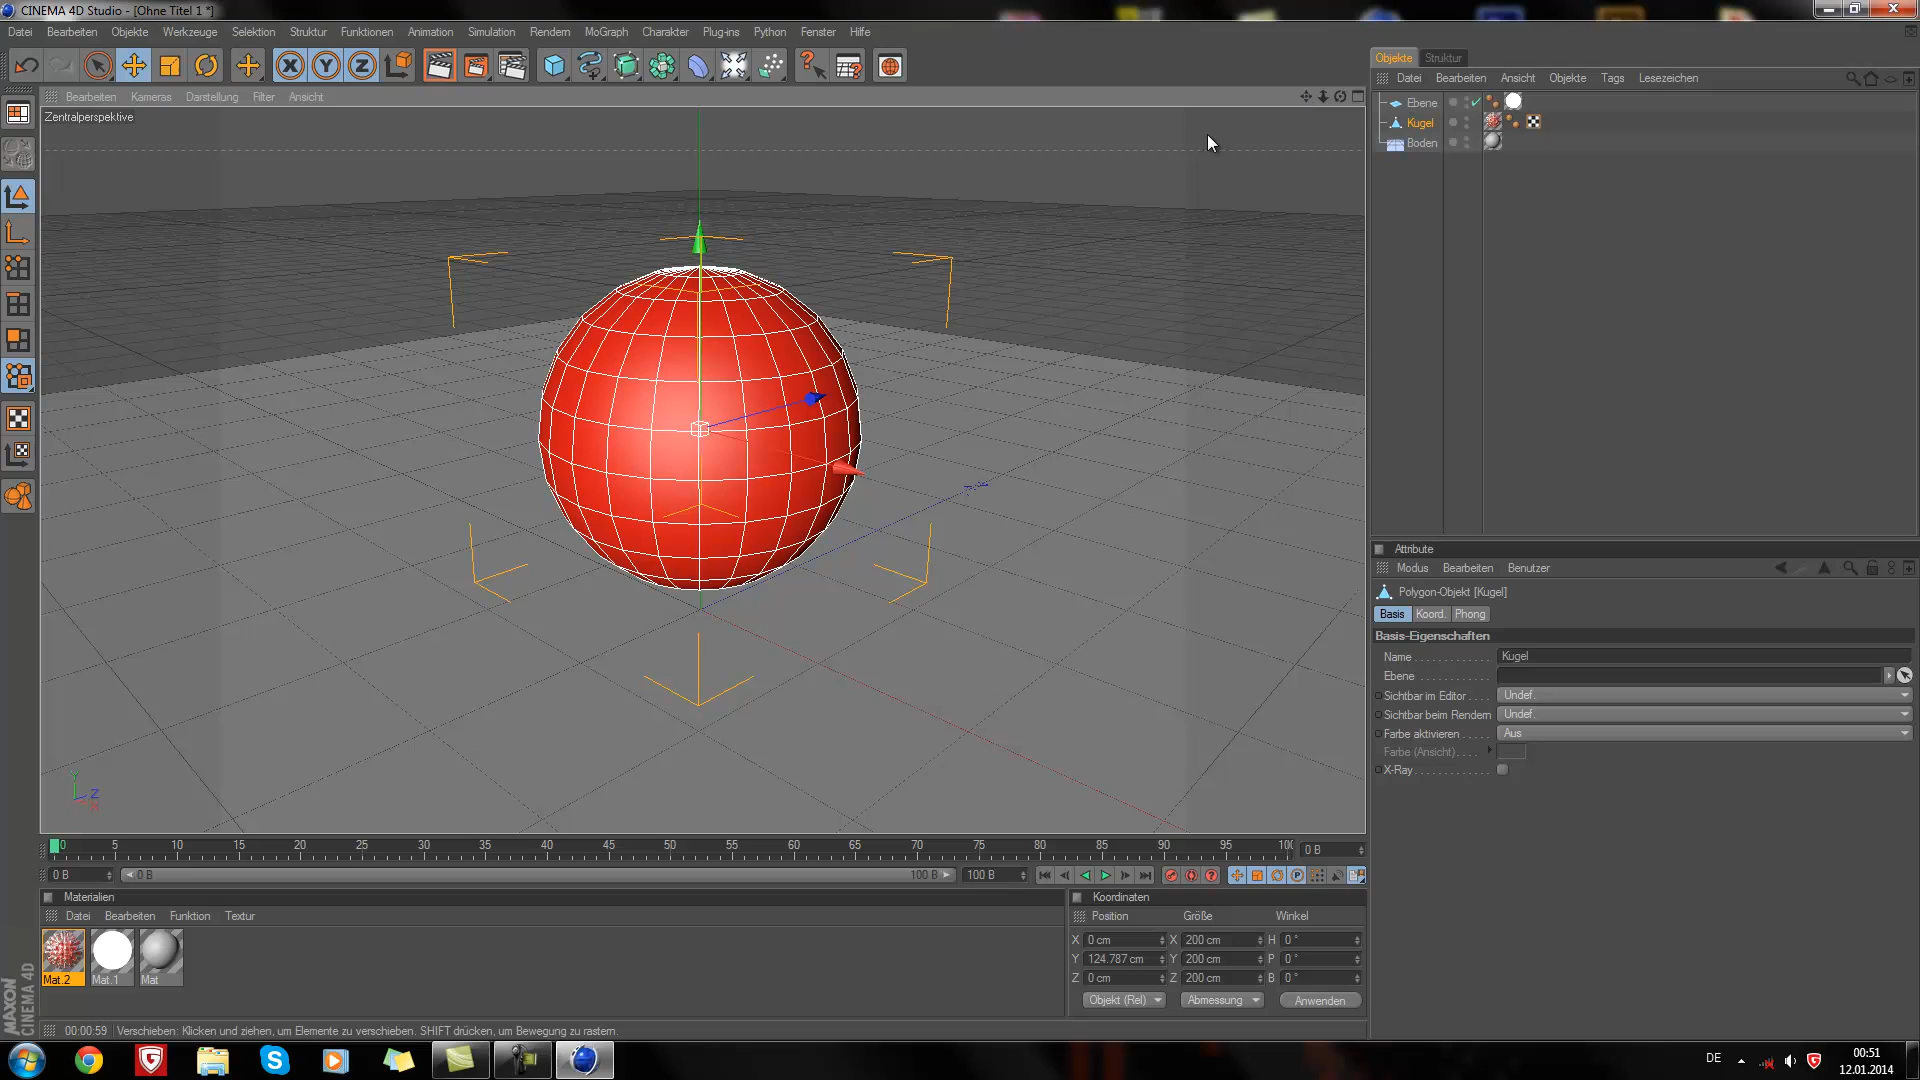 CINEMA 4D Studio - [Ohne Titel 1 *]
Datei Bearbeiten Objekte Werkzeuge Selektion Struktur Funktionen Animation Simulation Rendern MoGraph Charakter Plug-ins Python Fenster Hilfe
X Y Z
Bearbeiten Kameras Darstellung Filter Ansicht
Zentralperspektive
Objekte Struktur
Datei Bearbeiten Ansicht Objekte Tags Lesezeichen
Ebene
Kugel
Boden
Attribute
Modus Bearbeiten Benutzer
Polygon-Objekt [Kugel]
Basis Koord. Phong
Basis-Eigenschaften
Name Kugel
Ebene
Sichtbar im Editor Undef.
Sichtbar beim Rendern Undef.
Farbe aktivieren Aus
Farbe (Ansicht)
X-Ray
Y
Z
X
0 5 10 15 20 25 30 35 40 45 50 55 60 65 70 75 80 85 90 95 100 0 B
0 B 0 B 100 B 100 B
Materialien
Datei Bearbeiten Funktion Textur
Mat.2 Mat.1 Mat
Koordinaten
Position Größe Winkel
X 0 cm X 200 cm H 0 °
Y 124.787 cm Y 200 cm P 0 °
Z 0 cm Z 200 cm B 0 °
Objekt (Rel) Abmessung Anwenden
MAXON
CINEMA 4D
00:00:59 Verschieben: Klicken und ziehen, um Elemente zu verschieben. SHIFT drücken, um Bewegung zu rastern.
DE
00:51
12.01.2014